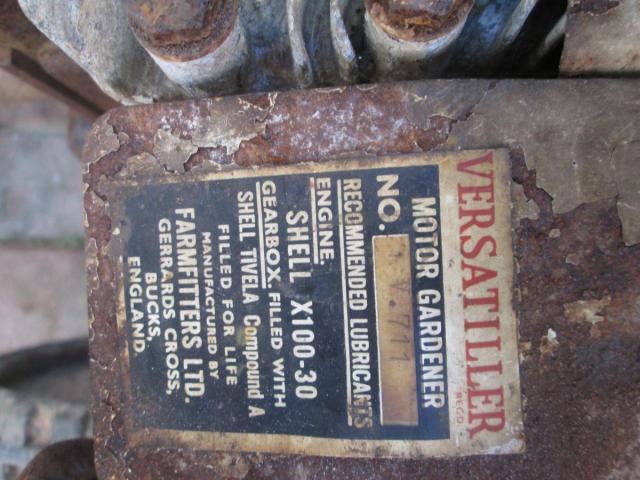 VERSATILLER
REGD.
MOTOR GARDENER
NO. V.711
RECOMMENDED LUBRICANTS
ENGINE.
SHELL X100-30
GEARBOX, FILLED WITH
SHELL TIVELA Compound A
FILLED FOR LIFE
MANUFACTURED BY
FARMFITTERS LTD.
GERRARDS CROSS,
BUCKS,
ENGLAND.